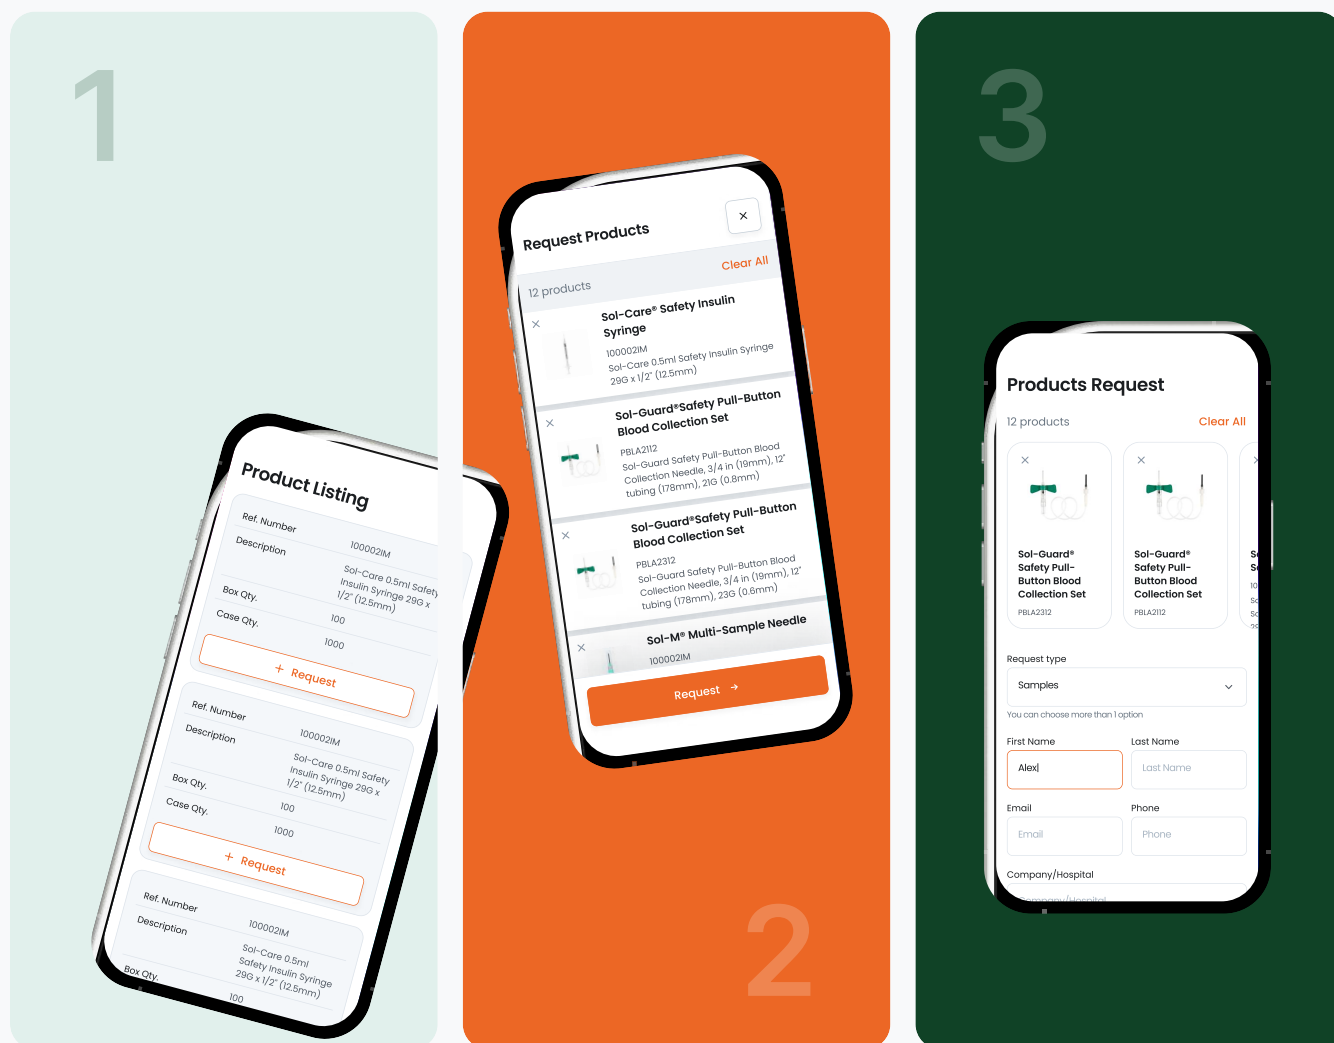 1
Product Listing
Ref. Number
100002IM
Description
Sol-Care 0.5ml Safety
Insulin Syringe 29G x
1/2" (12.5mm)
Box Qty.
100
Case Qty.
1000
+ Request
Ref. Number
100002IM
Description
Sol-Care 0.5ml Safety
Insulin Syringe 29G x
1/2" (12.5mm)
Box Qty.
100
Case Qty.
1000
+ Request
Ref. Number
100002IM
Description
Sol-Care 0.5ml
Safety Insulin Syringe
29G x 1/2" (12.5mm)
Box Qty.
100
Request Products
12 products
Clear All
Sol-Care® Safety Insulin
Syringe
100002IM
Sol-Care 0.5ml Safety Insulin Syringe
29G x 1/2" (12.5mm)
Sol-Guard®Safety Pull-Button
Blood Collection Set
PBLA2112
Sol-Guard Safety Pull-Button Blood
Collection Needle, 3/4 in (19mm), 12"
tubing (178mm), 21G (0.8mm)
Sol-Guard®Safety Pull-Button
Blood Collection Set
PBLA2312
Sol-Guard Safety Pull-Button Blood
Collection Needle, 3/4 in (19mm), 12"
tubing (178mm), 23G (0.6mm)
Sol-M® Multi-Sample Needle
100002IM
Request →
2
3
Products Request
12 products
Clear All
Sol-Guard®
Safety Pull-
Button Blood
Collection Set
PBLA2312
Sol-Guard®
Safety Pull-
Button Blood
Collection Set
PBLA2112
Request type
Samples
You can choose more than 1 option
First Name
Last Name
Alex
Last Name
Email
Phone
Email
Phone
Company/Hospital
Company/Hospital